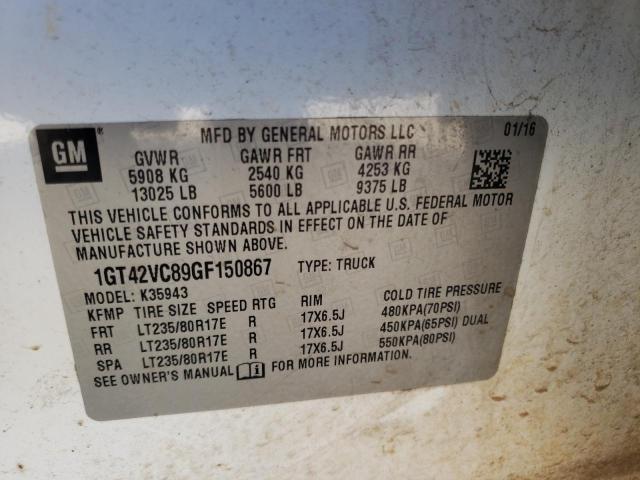 GM
MFD BY GENERAL MOTORS LLC
01/16
GVWR GAWR FRT GAWR RR
5908 KG 2540 KG 4253 KG
13025 LB 5600 LB 9375 LB
THIS VEHICLE CONFORMS TO ALL APPLICABLE U.S. FEDERAL MOTOR
VEHICLE SAFETY STANDARDS IN EFFECT ON THE DATE OF
MANUFACTURE SHOWN ABOVE.
1GT42VC89GF150867 TYPE: TRUCK
MODEL: K35943
KFMP TIRE SIZE SPEED RTG RIM COLD TIRE PRESSURE
FRT LT235/80R17E R 17X6.5J 480KPA(70PSI)
RR LT235/80R17E R 17X6.5J 450KPA(65PSI) DUAL
SPA LT235/80R17E R 17X6.5J 550KPA(80PSI)
SEE OWNER'S MANUAL i FOR MORE INFORMATION.